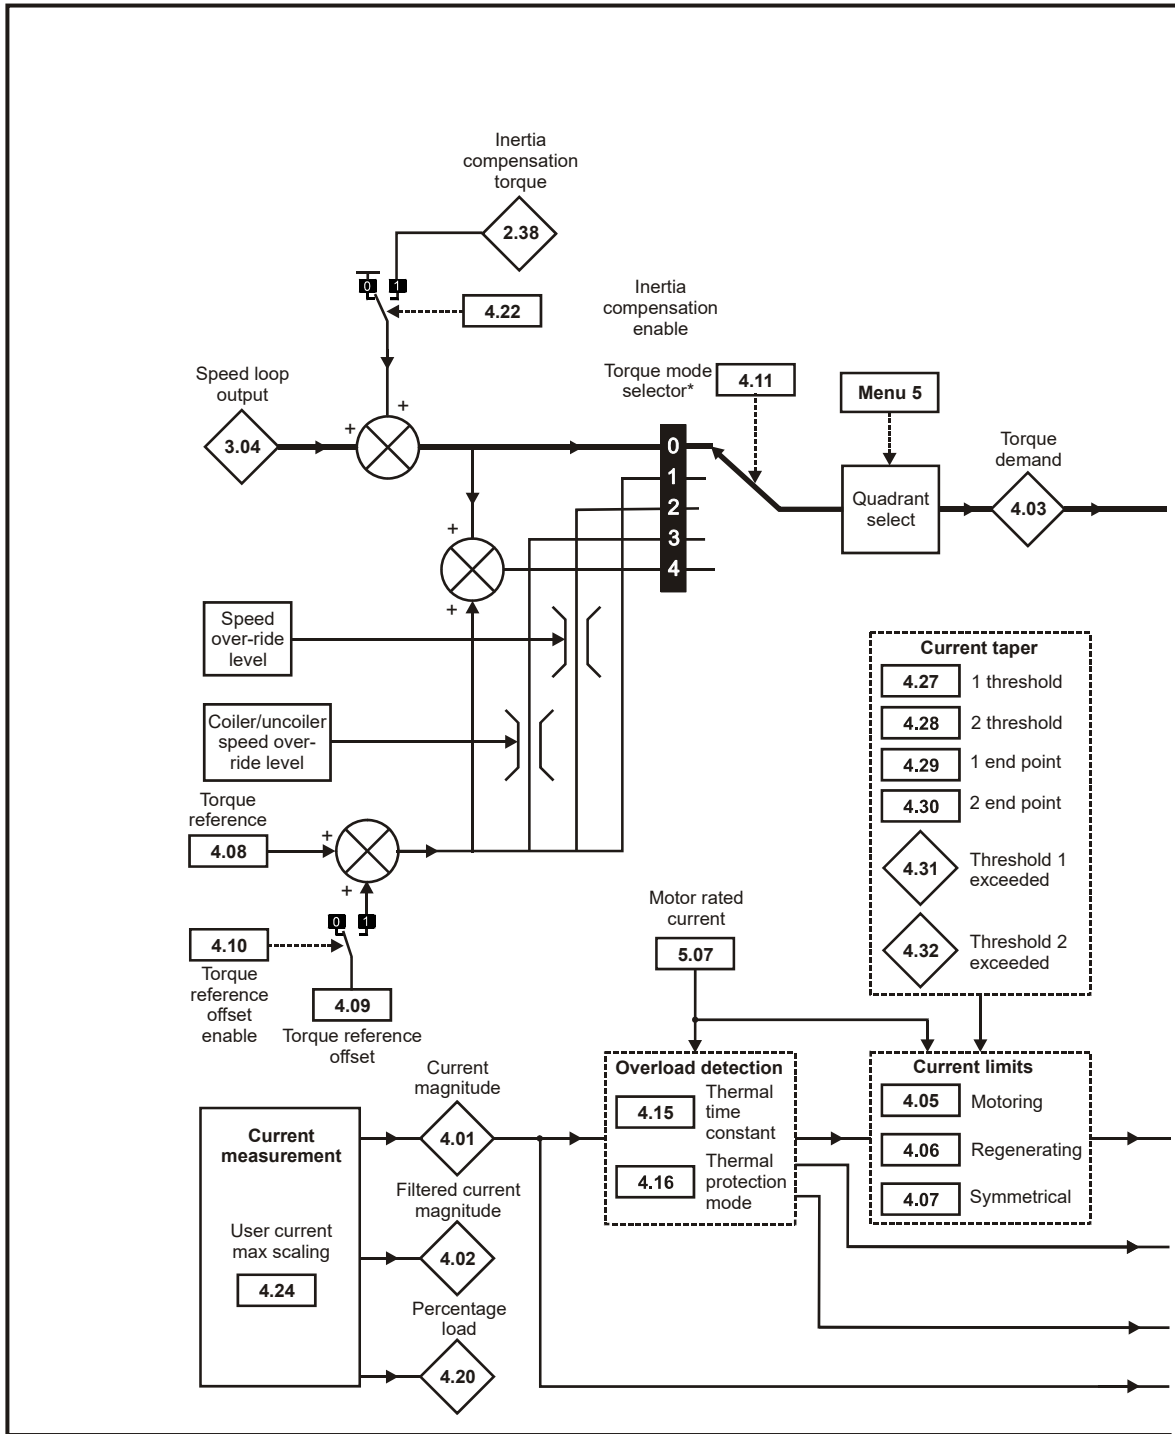 Inertia
compensation
torque
2.38
0 1
4.22
Inertia
compensation
enable
Speed loop
output
3.04
+
+
Torque mode
selector*
4.11
Menu 5
0
1
2
3
4
Quadrant
select
Torque
demand
4.03
+
+
Speed
over-ride
level
Coiler/uncoiler
speed over-
ride level
Torque
reference
4.08
+
+
0 1
4.10
Torque
reference
offset
enable
4.09
Torque reference
offset
Current taper
4.27 1 threshold
4.28 2 threshold
4.29 1 end point
4.30 2 end point
4.31
Threshold 1
exceeded
4.32
Threshold 2
exceeded
Motor rated
current
5.07
Current
measurement
User current
max scaling
4.24
Current
magnitude
4.01
Filtered current
magnitude
4.02
Percentage
load
4.20
Overload detection
4.15
Thermal
time
constant
4.16
Thermal
protection
mode
Current limits
4.05 Motoring
4.06 Regenerating
4.07 Symmetrical